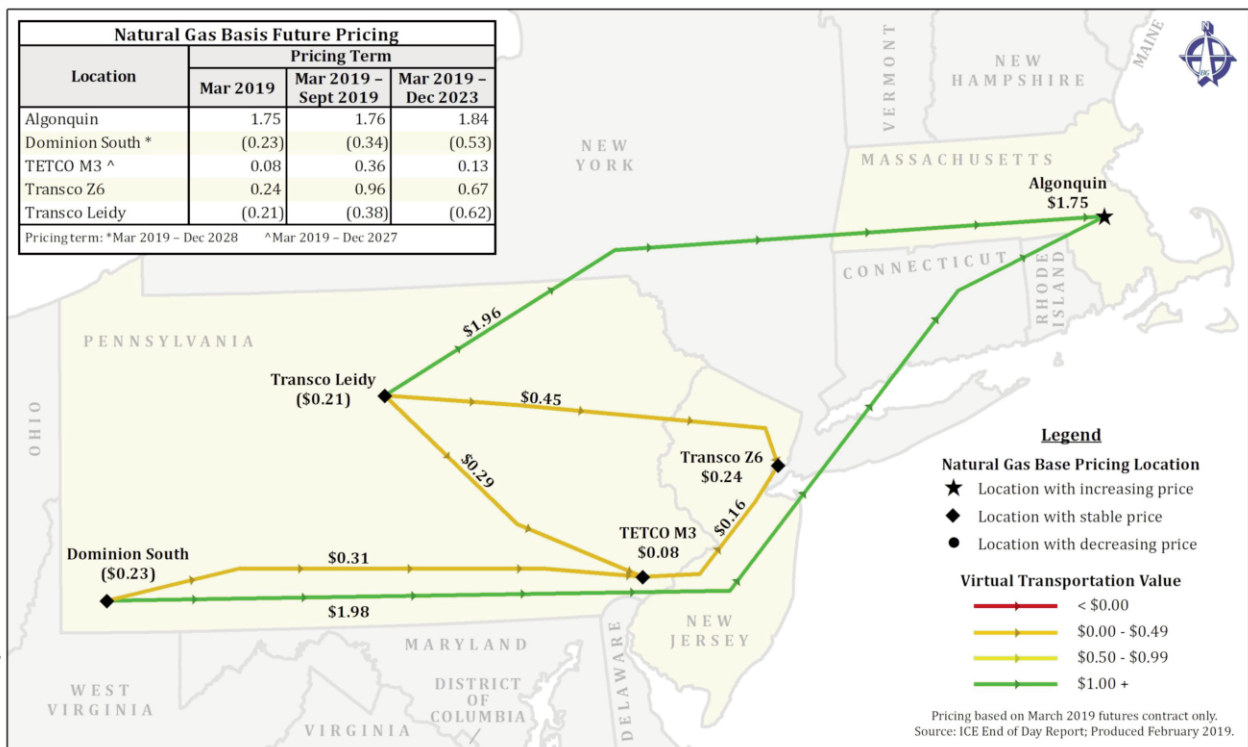 Natural Gas Basis Future Pricing
Location
Pricing Term
Mar 2019
Mar 2019 –
Sept 2019
Mar 2019 –
Dec 2023
Algonquin 1.75 1.76 1.84
Dominion South * (0.23) (0.34) (0.53)
TETCO M3 ^ 0.08 0.36 0.13
Transco Z6 0.24 0.96 0.67
Transco Leidy (0.21) (0.38) (0.62)
Pricing term: *Mar 2019 – Dec 2028 ^Mar 2019 – Dec 2027
N
VERMONT
NEW
HAMPSHIRE
MAINE
NEW
YORK
MASSACHUSETTS
Algonquin
$1.75
CONNECTICUT
RHODE
ISLAND
PENNSYLVANIA
OHIO
$1.96
Transco Leidy
($0.21)
$0.45
$0.29
Transco Z6
$0.24
$0.16
TETCO M3
$0.08
Dominion South
($0.23)
$0.31
$1.98
NEW
JERSEY
MARYLAND
DELAWARE
WEST
VIRGINIA
DISTRICT
OF
COLUMBIA
VIRGINIA
Legend
Natural Gas Base Pricing Location
Location with increasing price
Location with stable price
Location with decreasing price
Virtual Transportation Value
< $0.00
$0.00 - $0.49
$0.50 - $0.99
$1.00 +
Pricing based on March 2019 futures contract only.
Source: ICE End of Day Report; Produced February 2019.